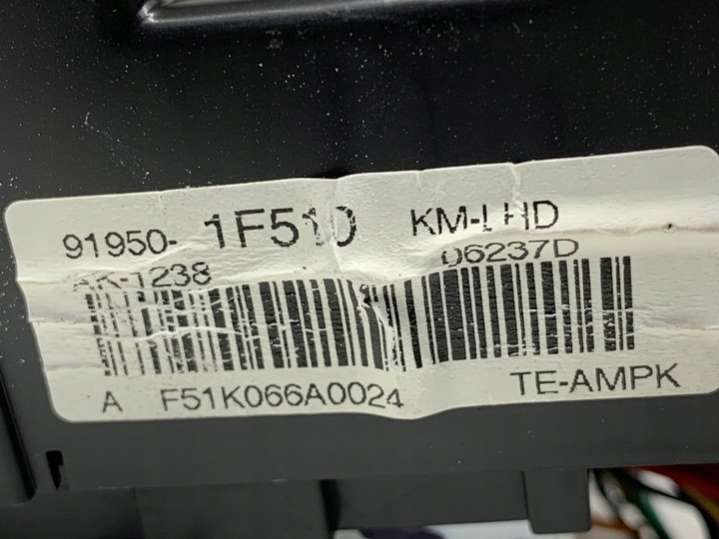 91950- 1F510 KM-LHD
AK-1238 06237D
A F51K066A0024 TE-AMPK